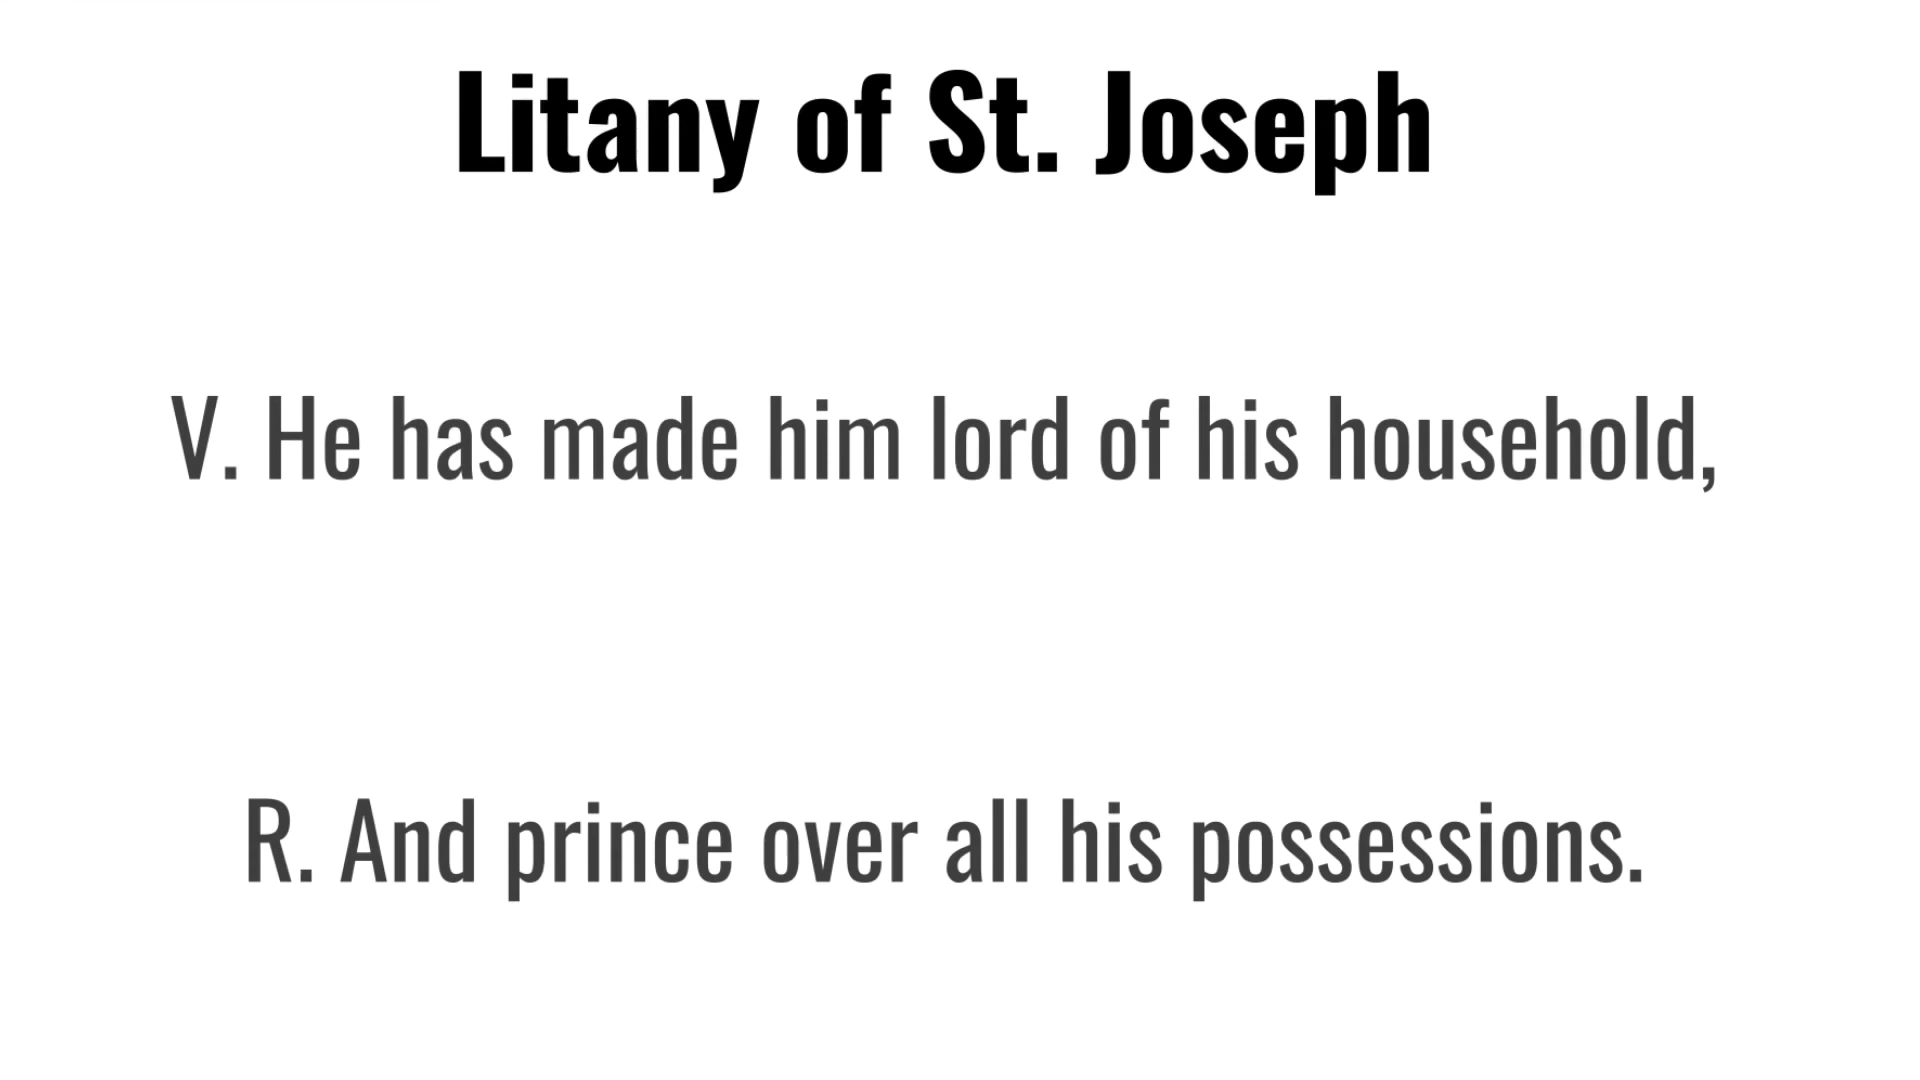 Litany of St. Joseph
V. He has made him lord of his household,
R. And prince over all his possessions.